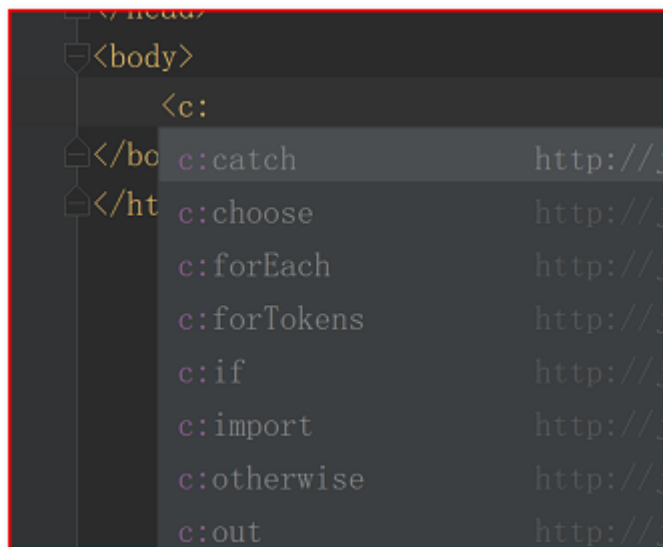 </head>
<body>
<c:
</bo
</ht
c:catch http://j
c:choose http://j
c:forEach http://j
c:forTokens http://j
c:if http://j
c:import http://j
c:otherwise http://j
c:out http://j